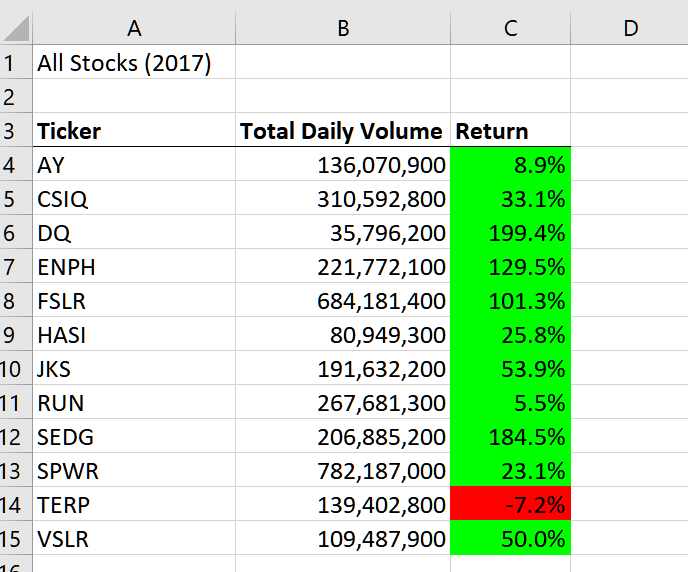 A B C D
1 All Stocks (2017)
2
3 Ticker Total Daily Volume Return
4 AY 136,070,900 8.9%
5 CSIQ 310,592,800 33.1%
6 DQ 35,796,200 199.4%
7 ENPH 221,772,100 129.5%
8 FSLR 684,181,400 101.3%
9 HASI 80,949,300 25.8%
10 JKS 191,632,200 53.9%
11 RUN 267,681,300 5.5%
12 SEDG 206,885,200 184.5%
13 SPWR 782,187,000 23.1%
14 TERP 139,402,800 -7.2%
15 VSLR 109,487,900 50.0%